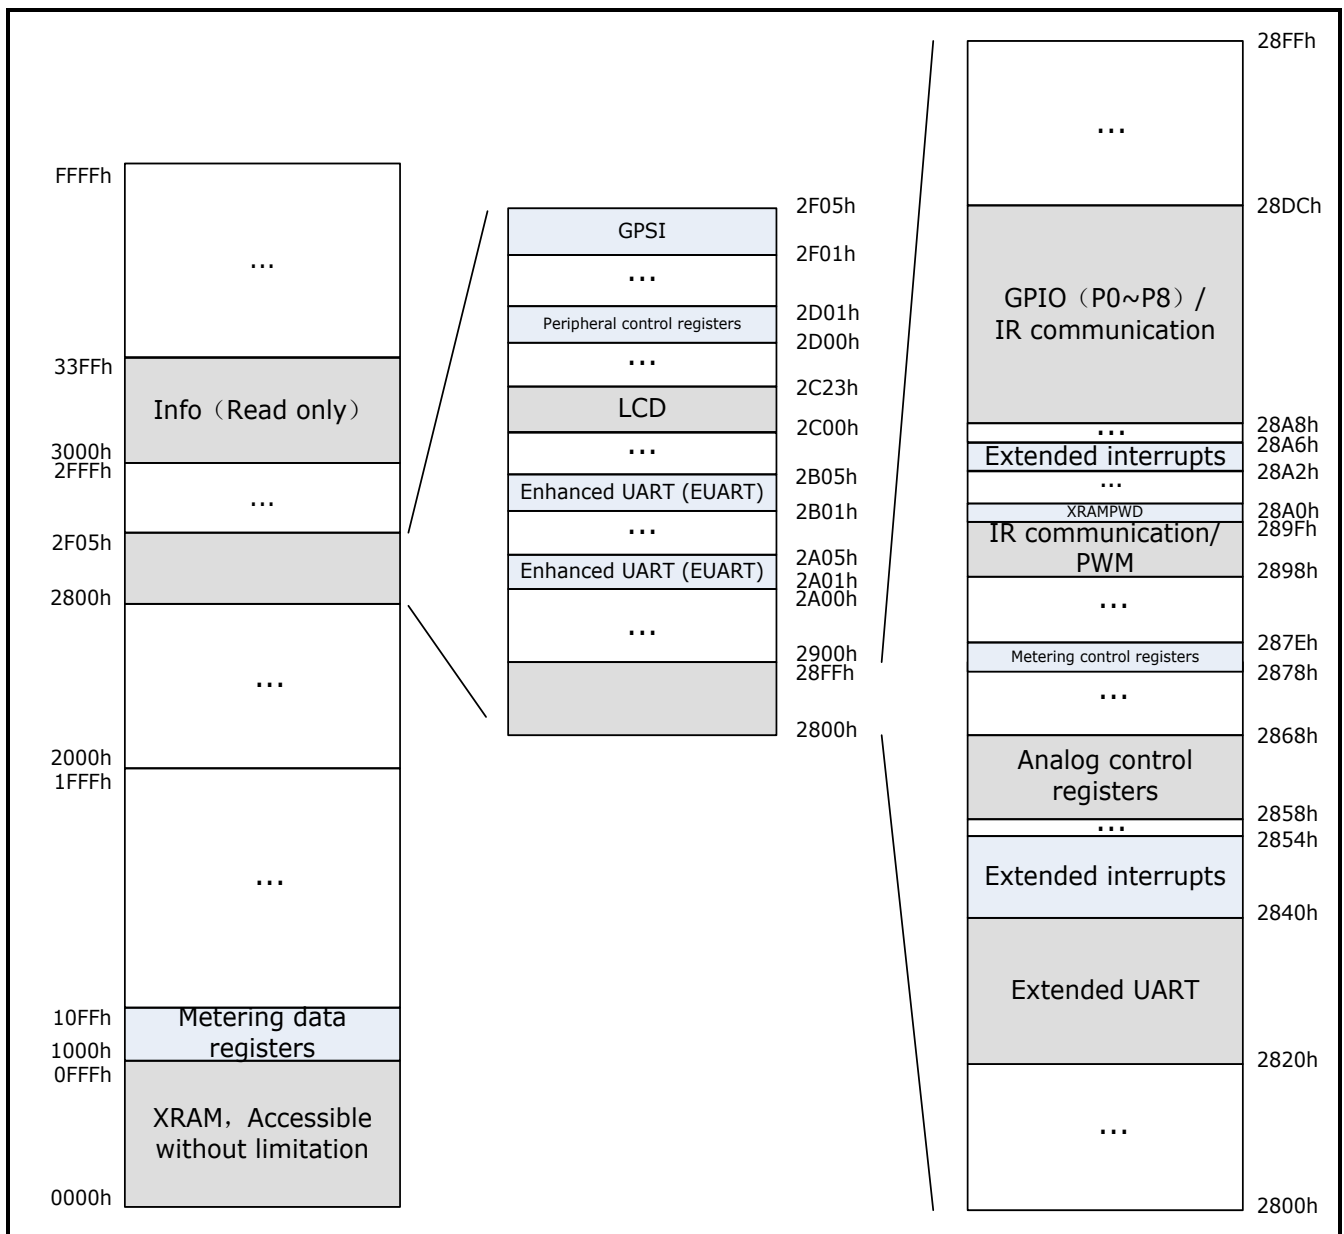 FFFFh
...
33FFh
Info（Read only）
3000h
2FFFh
...
2F05h
2800h
...
2000h
1FFFh
...
10FFh
Metering data
registers
1000h
0FFFh
XRAM，Accessible
without limitation
0000h
2F05h
GPSI
2F01h
...
2D01h
Peripheral control registers
2D00h
...
2C23h
LCD
2C00h
...
2B05h
Enhanced UART (EUART)
2B01h
...
2A05h
Enhanced UART (EUART)
2A01h
2A00h
...
2900h
28FFh
2800h
28FFh
...
28DCh
GPIO（P0~P8）/
IR communication
28A8h
...
28A6h
Extended interrupts
28A2h
...
28A0h
XRAMPWD
289Fh
IR communication/
PWM
2898h
...
287Eh
Metering control registers
2878h
...
2868h
Analog control
registers
2858h
...
2854h
Extended interrupts
2840h
Extended UART
2820h
...
2800h